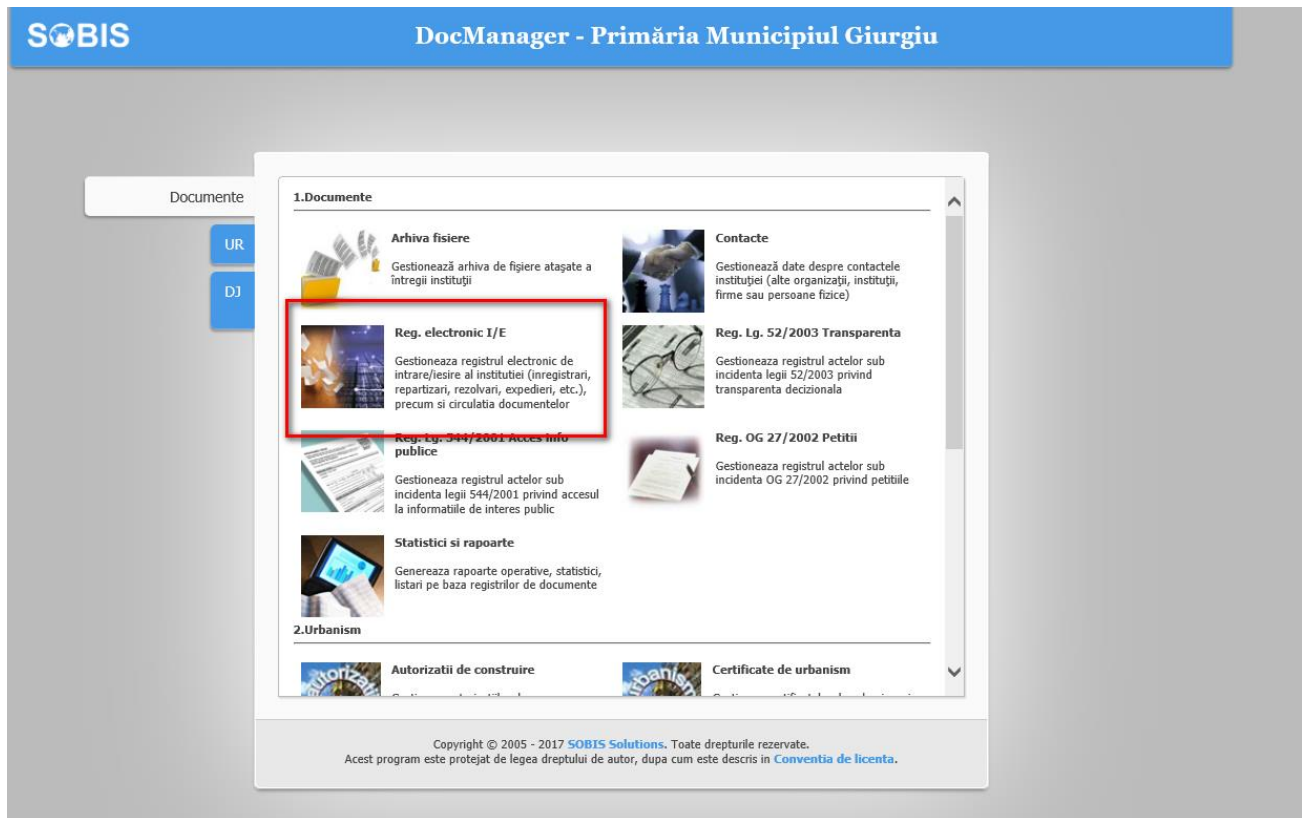 SOBIS
DocManager - Primăria Municipiul Giurgiu
Documente
UR
DJ
1.Documente
Arhiva fisiere
Gestionează arhiva de fişiere ataşate a
întregii instituţii
Contacte
Gestionează date despre contactele
instituţiei (alte organizaţii, instituţii,
firme sau persoane fizice)
Reg. electronic I/E
Gestioneaza registrul electronic de
intrare/iesire al institutiei (inregistrari,
repartizari, rezolvari, expedieri, etc.),
precum si circulatia documentelor
Reg. Lg. 52/2003 Transparenta
Gestioneaza registrul actelor sub
incidenta legii 52/2003 privind
transparenta decizionala
Reg. Lg. 544/2001 Acces info
publice
Gestioneaza registrul actelor sub
incidenta legii 544/2001 privind accesul
la informatiile de interes public
Reg. OG 27/2002 Petitii
Gestioneaza registrul actelor sub
incidenta OG 27/2002 privind petitiile
Statistici si rapoarte
Genereaza rapoarte operative, statistici,
listari pe baza registrilor de documente
2.Urbanism
autorizat
Autorizatii de construire
urbanism
Certificate de urbanism
Copyright © 2005 - 2017 SOBIS Solutions. Toate drepturile rezervate.
Acest program este protejat de legea dreptului de autor, dupa cum este descris in Conventia de licenta.